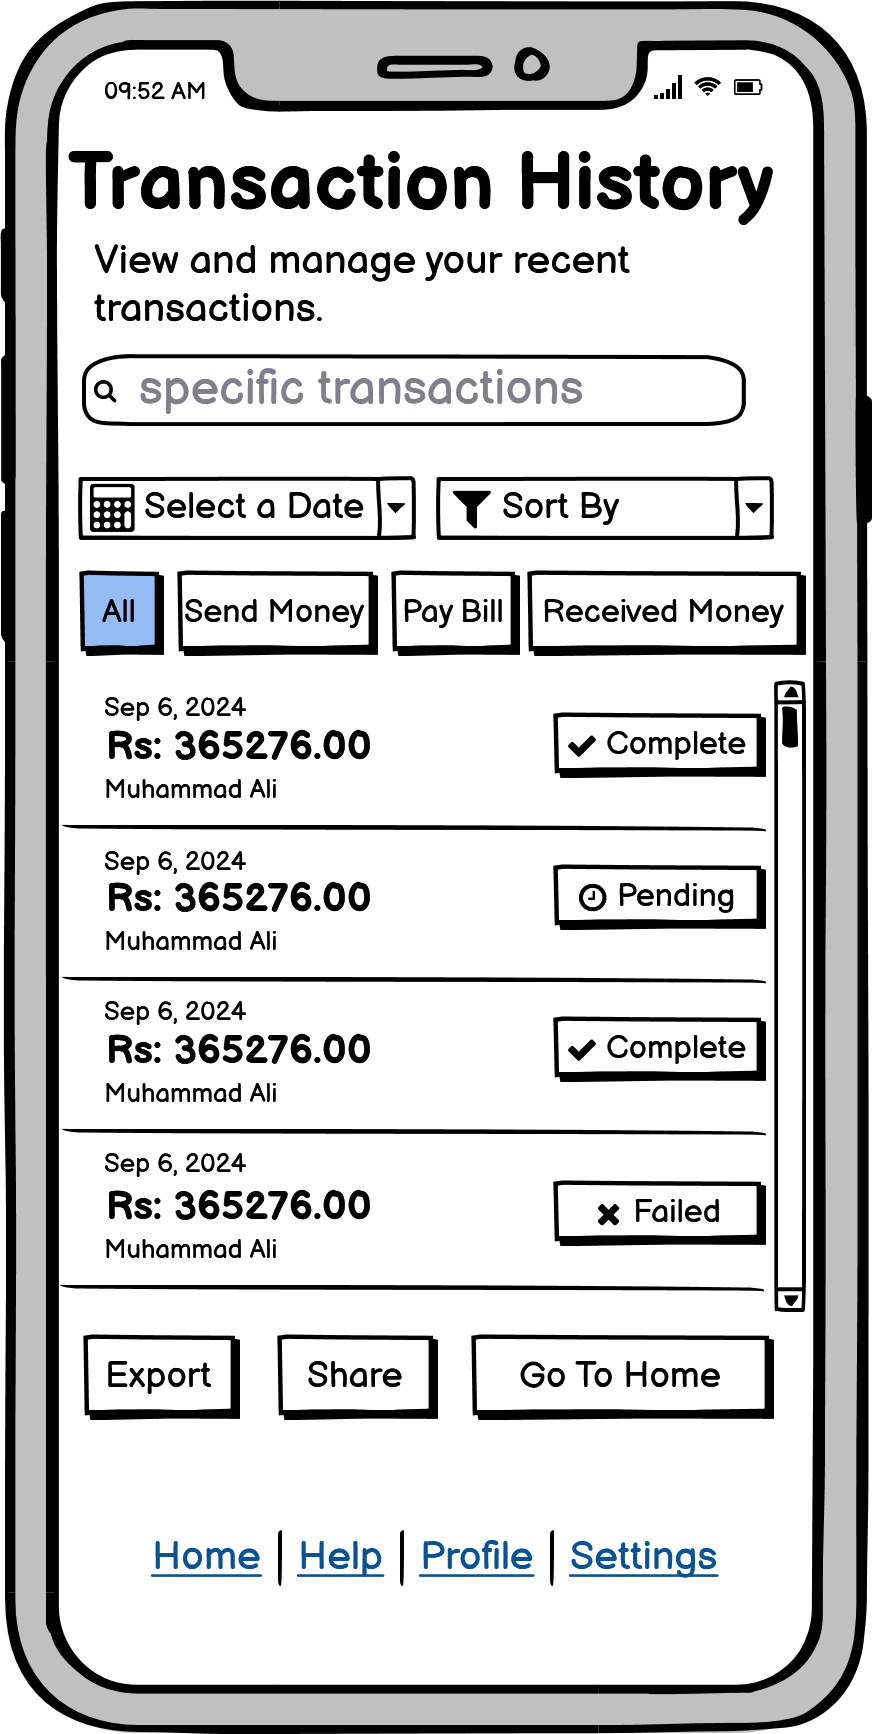 09:52 AM
Transaction History
View and manage your recent
transactions.
specific transactions
Select a Date
Sort By
All
Send Money
Pay Bill
Received Money
Sep 6, 2024
Rs: 365276.00
Muhammad Ali
Complete
Sep 6, 2024
Rs: 365276.00
Muhammad Ali
Pending
Sep 6, 2024
Rs: 365276.00
Muhammad Ali
Complete
Sep 6, 2024
Rs: 365276.00
Muhammad Ali
Failed
Export
Share
Go To Home
Home | Help | Profile | Settings